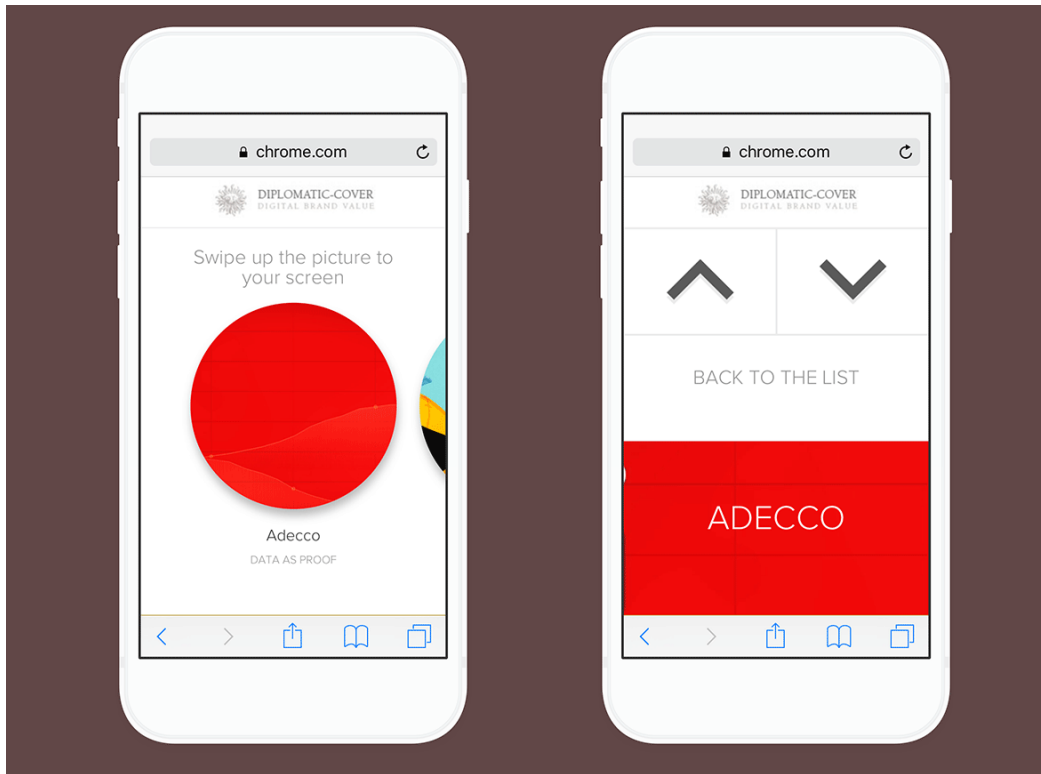 chrome.com
DIPLOMATIC-COVER
DIGITAL BRAND VALUE
Swipe up the picture to
your screen
Adecco
DATA AS PROOF
chrome.com
DIPLOMATIC-COVER
DIGITAL BRAND VALUE
BACK TO THE LIST
ADECCO